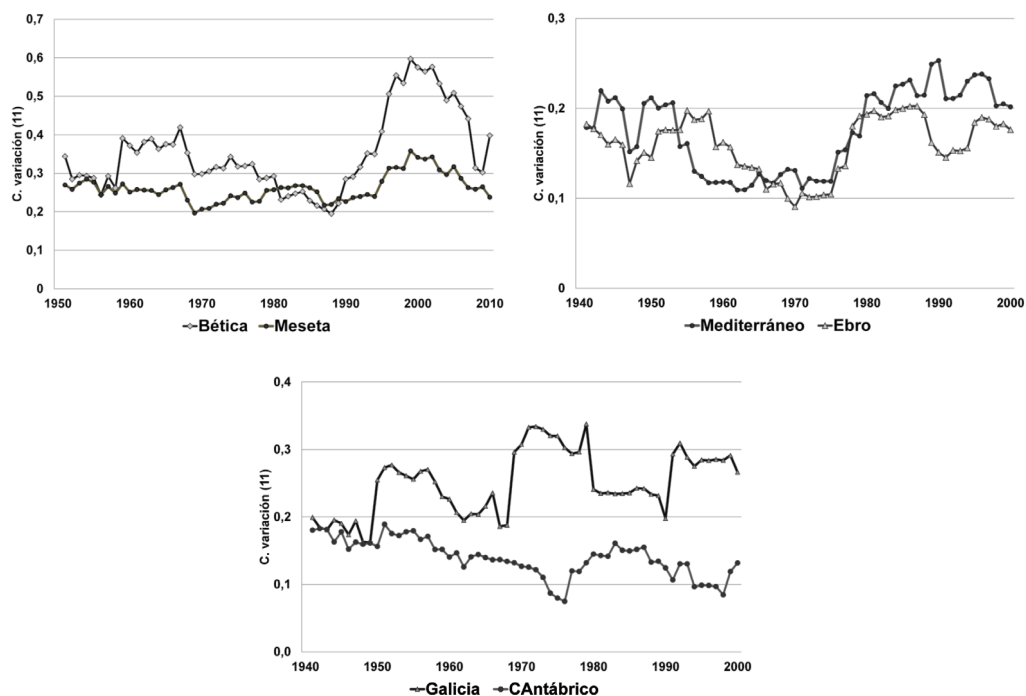 0,7
0,6
0,5
0,4
0,3
0,2
0,1
0
C. variación (11)
1950 1960 1970 1980 1990 2000 2010
Bética Meseta
0,3
0,2
0,1
0
C. variación (11)
1940 1950 1960 1970 1980 1990 2000
Mediterráneo Ebro
0,4
0,3
0,2
0,1
0,0
C. variación (11)
1940 1950 1960 1970 1980 1990 2000
Galicia CAntábrico